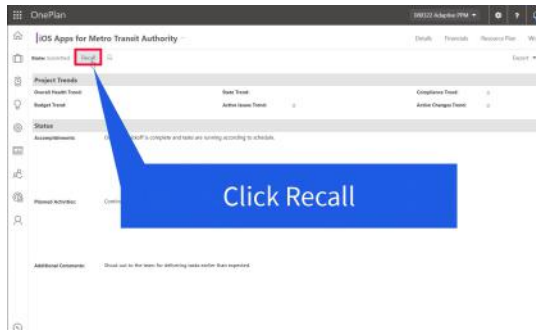 OnePlan
iOS Apps for Metro Transit Authority
Details Financials Resource Plan
Recall
Export
Project Trends
Overall Health Trend:
Date Trend:
Compliance Trend:
Budget Trend:
Active Issues Trend:
Active Changes Trend:
Status
Accomplishments:
is complete and tasks are running according to schedule.
Planned Activities:
Click Recall
Additional Comments:
Shout out to the team for delivering tasks earlier than expected.